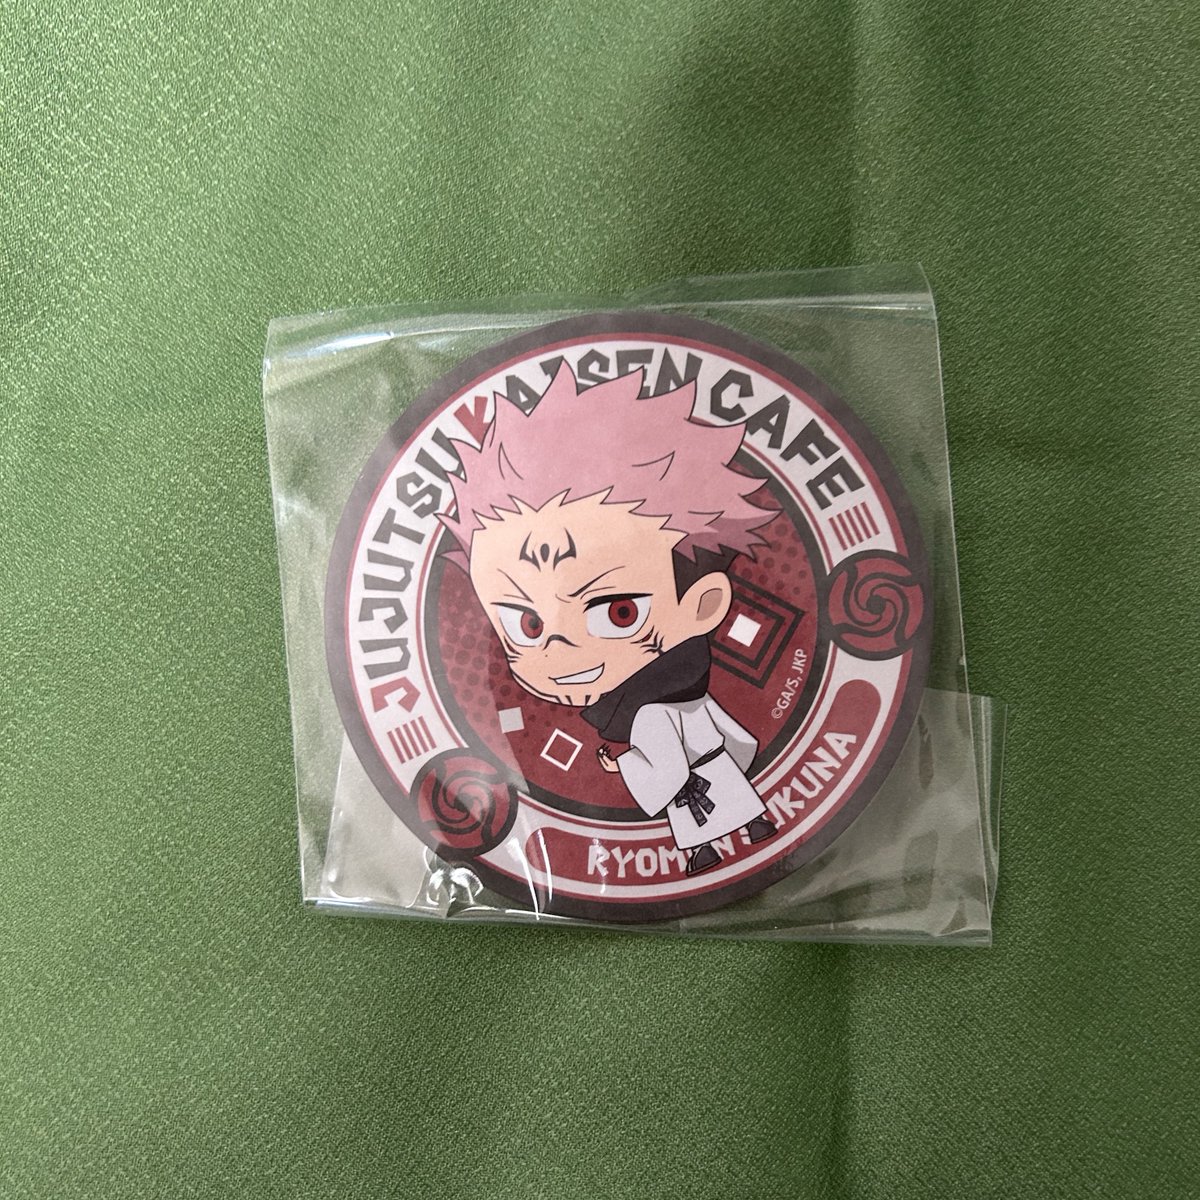 JUJUTSU KAISEN CAFE
©GA/S, JKP
RYOMEN SUKUNA